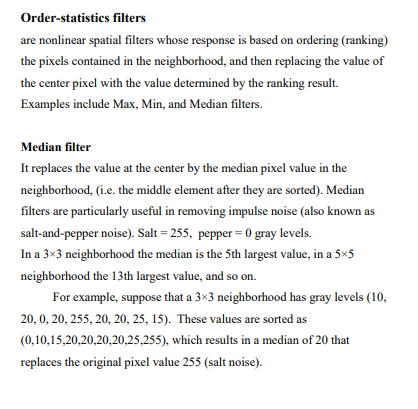 Order-statistics filters
are nonlinear spatial filters whose response is based on ordering (ranking)
the pixels contained in the neighborhood, and then replacing the value of
the center pixel with the value determined by the ranking result.
Examples include Max, Min, and Median filters.
Median filter
It replaces the value at the center by the median pixel value in the
neighborhood, (i.e. the middle element after they are sorted). Median
filters are particularly useful in removing impulse noise (also known as
salt-and-pepper noise). Salt = 255, pepper = 0 gray levels.
In a 3×3 neighborhood the median is the 5th largest value, in a 5×5
neighborhood the 13th largest value, and so on.
For example, suppose that a 3×3 neighborhood has gray levels (10,
20, 0, 20, 255, 20, 20, 25, 15). These values are sorted as
(0,10,15,20,20,20,20,25,255), which results in a median of 20 that
replaces the original pixel value 255 (salt noise).